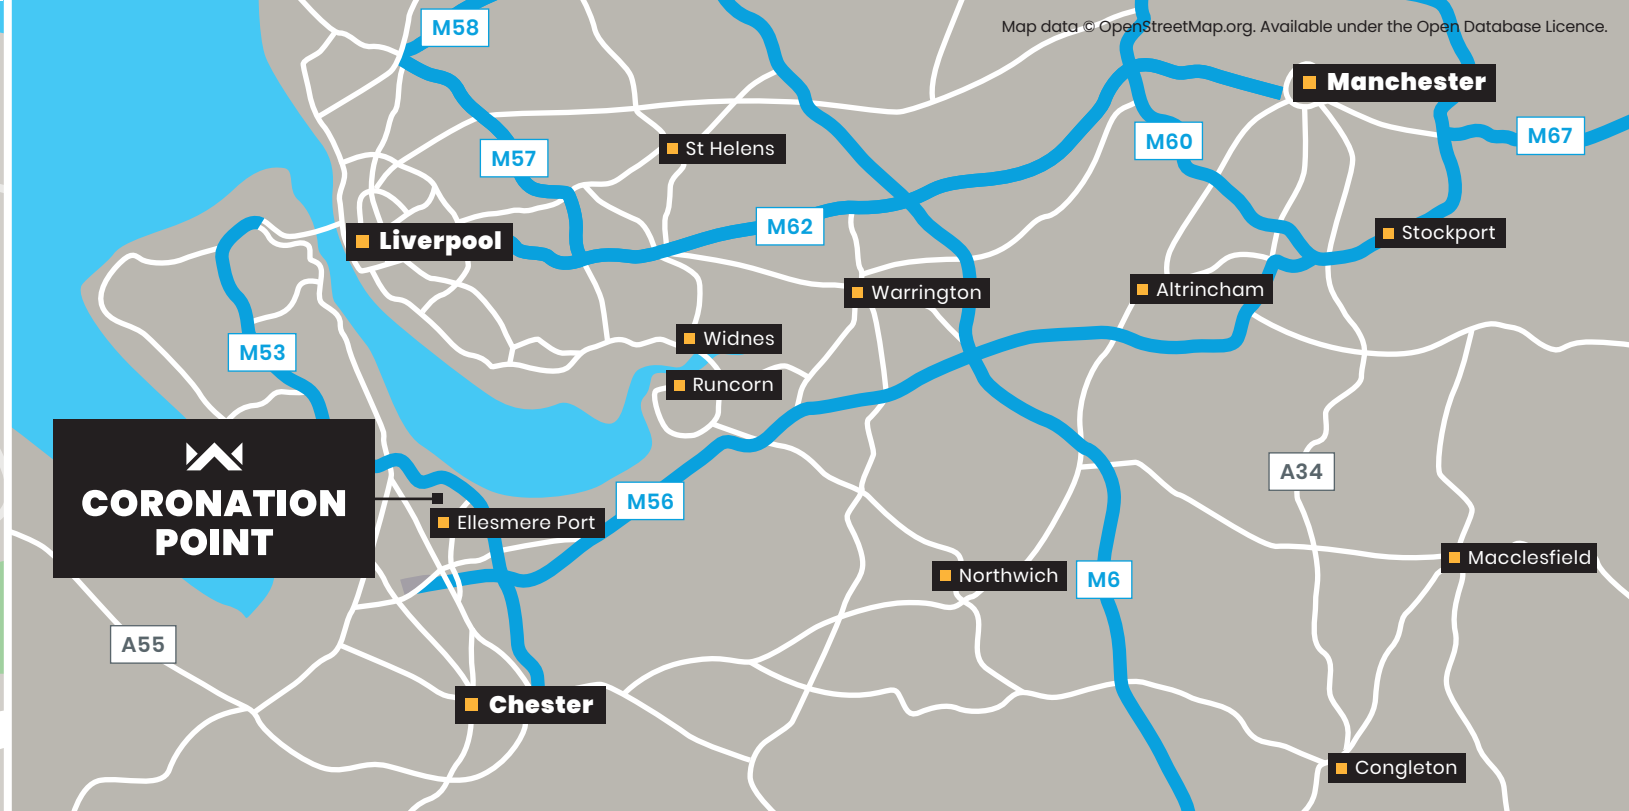 M58
Map data © OpenStreetMap.org. Available under the Open Database Licence.
Manchester
M67
M60
St Helens
M57
M62
Liverpool
Stockport
Warrington
Altrincham
Widnes
M53
Runcorn
A34
CORONATION
POINT
M56
Ellesmere Port
Macclesfield
Northwich
M6
A55
Chester
Congleton